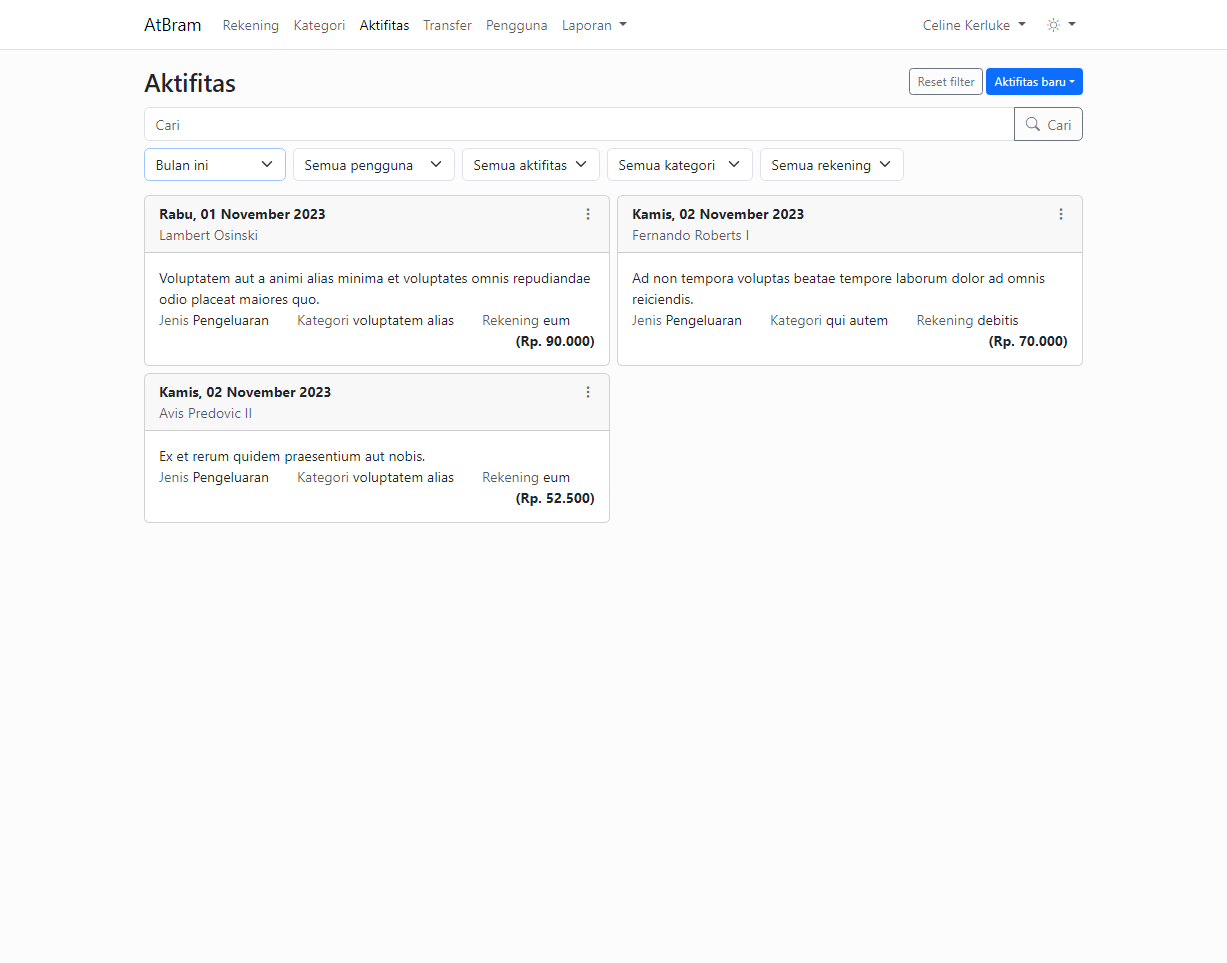 AtBram Rekening Kategori Aktifitas Transfer Pengguna Laporan Celine Kerluke
Aktifitas Reset filter Aktifitas baru
Cari Cari
Bulan ini Semua pengguna Semua aktifitas Semua kategori Semua rekening
Rabu, 01 November 2023
Lambert Osinski
Voluptatem aut a animi alias minima et voluptates omnis repudiandae
odio placeat maiores quo.
Jenis Pengeluaran Kategori voluptatem alias Rekening eum
(Rp. 90.000)
Kamis, 02 November 2023
Fernando Roberts I
Ad non tempora voluptas beatae tempore laborum dolor ad omnis
reiciendis.
Jenis Pengeluaran Kategori qui autem Rekening debitis
(Rp. 70.000)
Kamis, 02 November 2023
Avis Predovic II
Ex et rerum quidem praesentium aut nobis.
Jenis Pengeluaran Kategori voluptatem alias Rekening eum
(Rp. 52.500)